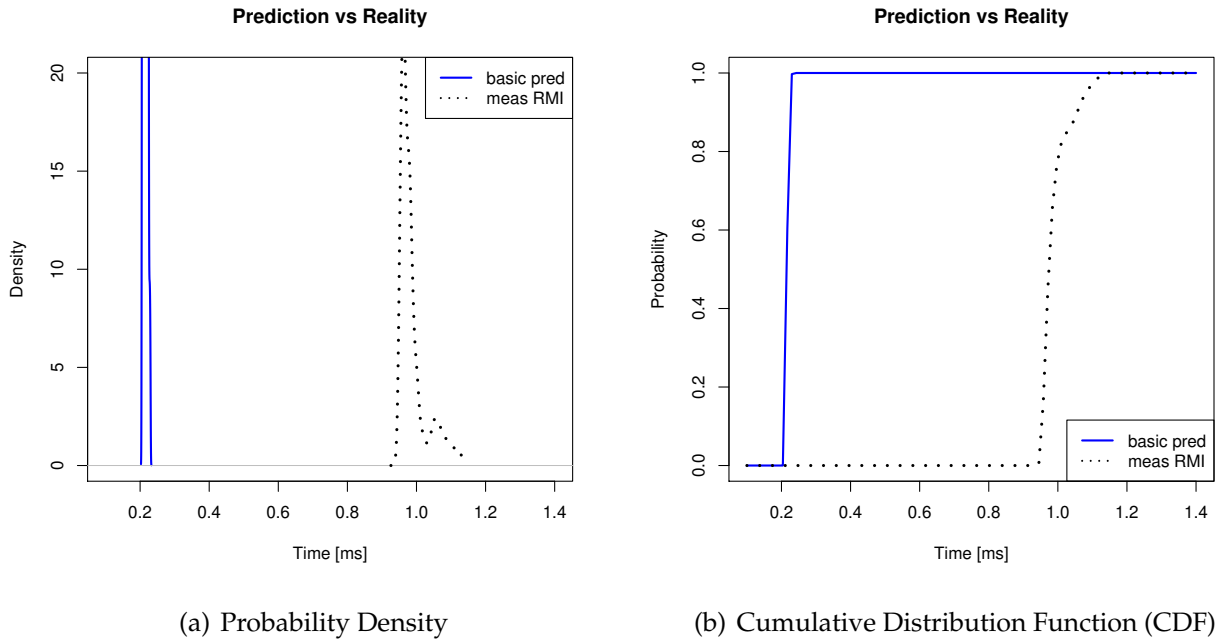 Prediction vs Reality
20
15
10
5
0
Density
0.2 0.4 0.6 0.8 1.0 1.2 1.4
Time [ms]
basic pred
meas RMI
(a) Probability Density
Prediction vs Reality
1.0
0.8
0.6
0.4
0.2
0.0
Probability
0.2 0.4 0.6 0.8 1.0 1.2 1.4
Time [ms]
basic pred
meas RMI
(b) Cumulative Distribution Function (CDF)